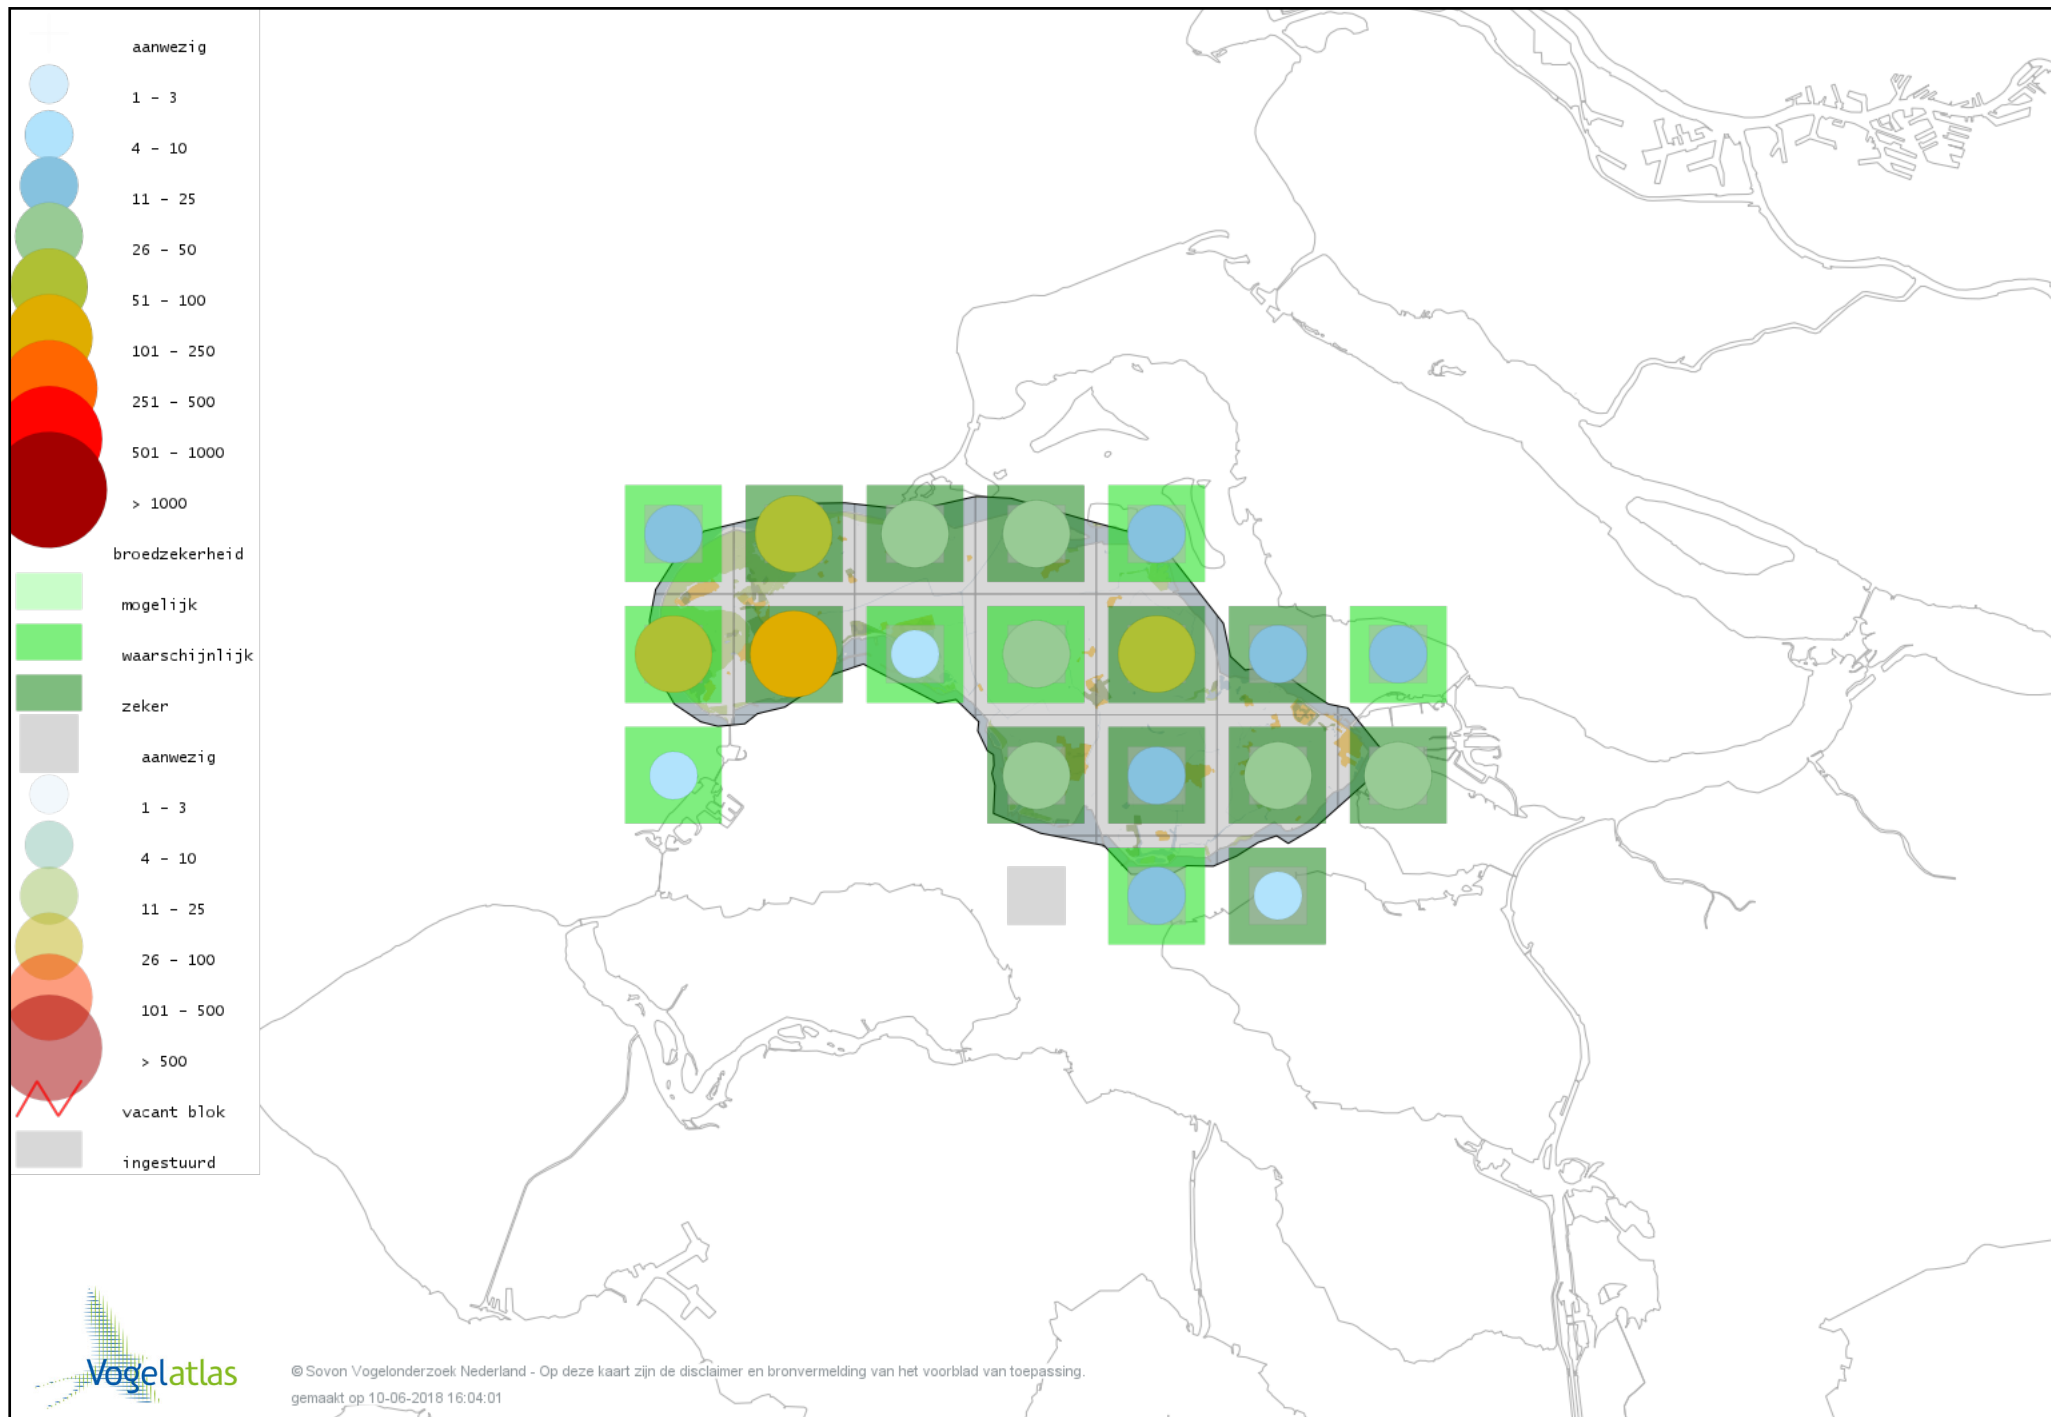 aanwezig
1 - 3
4 - 10
11 - 25
26 - 50
51 - 100
101 - 250
251 - 500
501 - 1000
> 1000
broedzekerheid
mogelijk
waarschijnlijk
zeker
aanwezig
1 - 3
4 - 10
11 - 25
26 - 100
101 - 500
> 500
vacant blok
ingestuurd
Vogelatlas
© Sovon Vogelonderzoek Nederland - Op deze kaart zijn de disclaimer en bronvermelding van het voorblad van toepassing.
gemaakt op 10-06-2018 16:04:01